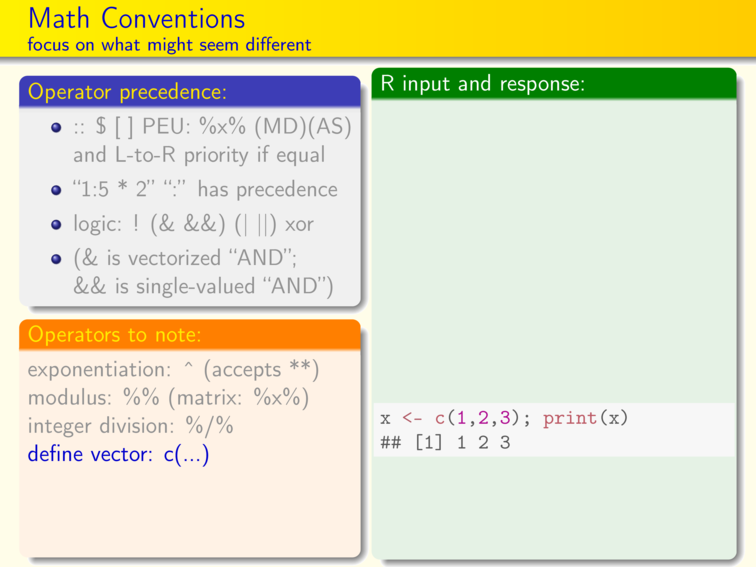 Math Conventions
focus on what might seem different
Operator precedence:
:: $ [ ] PEU: %x% (MD)(AS)
and L-to-R priority if equal
“1:5 * 2” “:” has precedence
logic: ! (& &&) (| ||) xor
(& is vectorized “AND”;
&& is single-valued “AND”)
Operators to note:
exponentiation: ^ (accepts **)
modulus: %% (matrix: %x%)
integer division: %/%
define vector: c(...)
R input and response:
x <- c(1,2,3); print(x)
## [1] 1 2 3